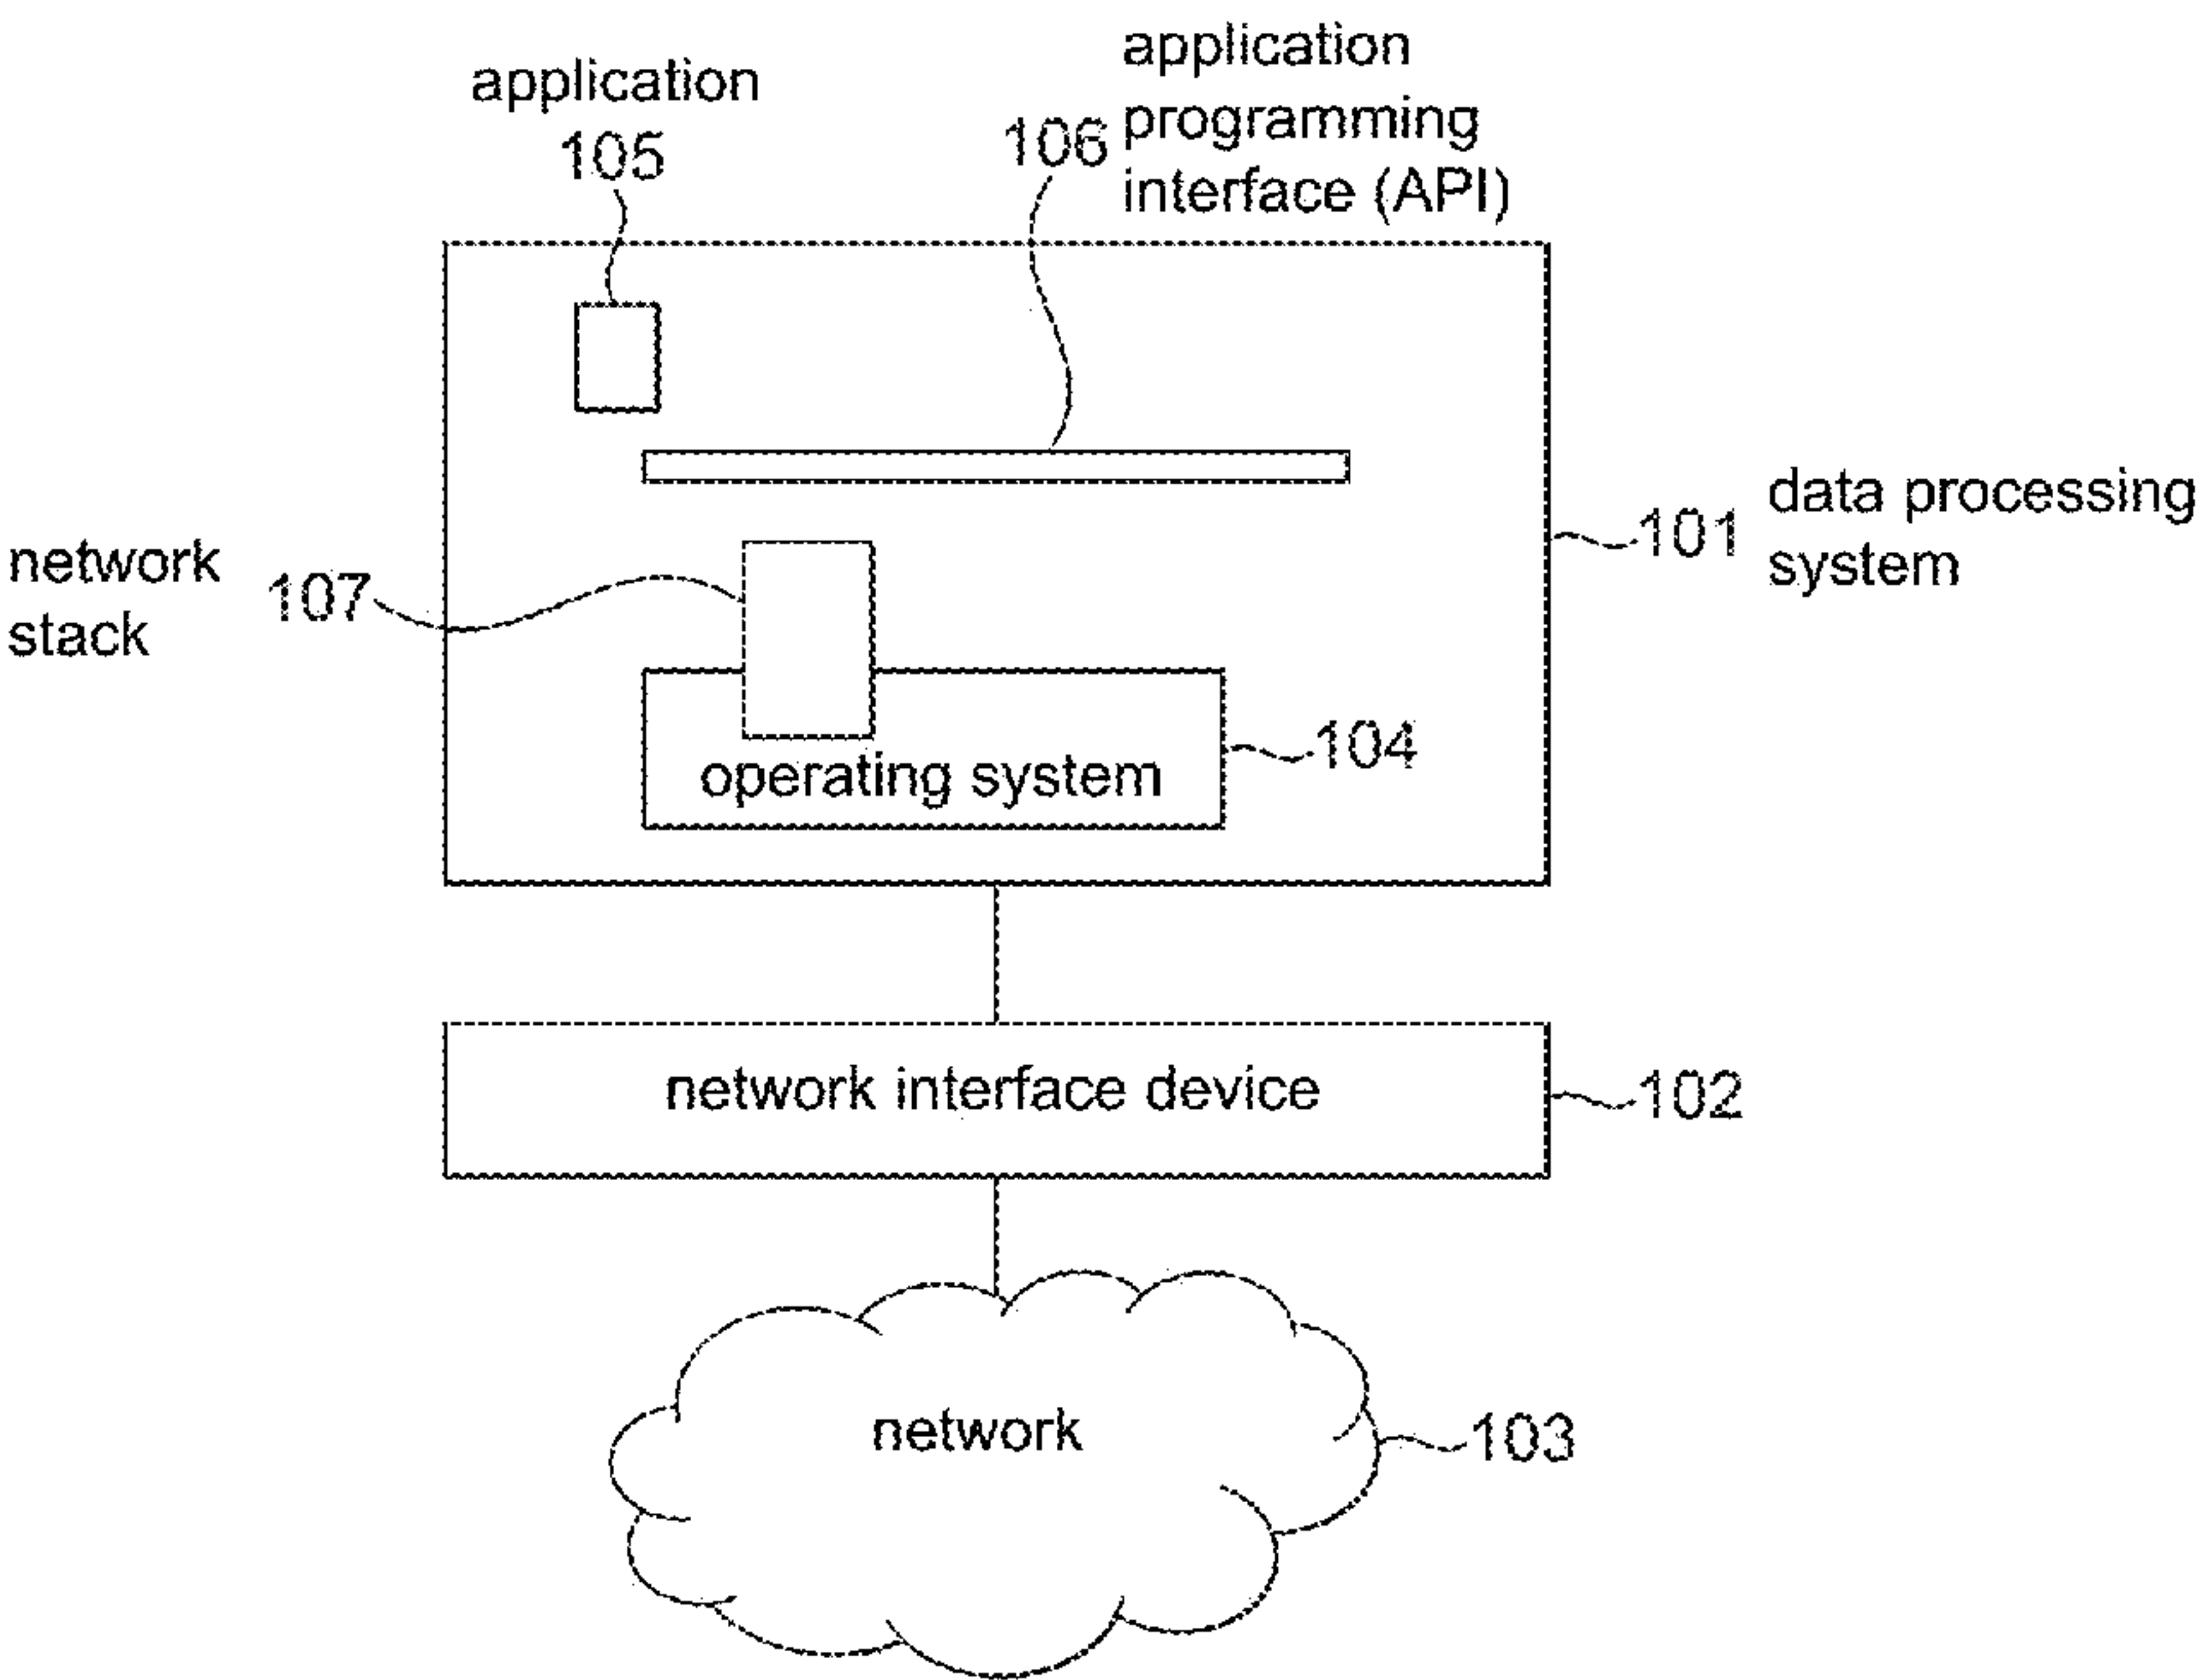 application
105
106
application
programming
interface (API)
101
data processing
system
network
stack
107
104
operating system
network interface device
102
network
103